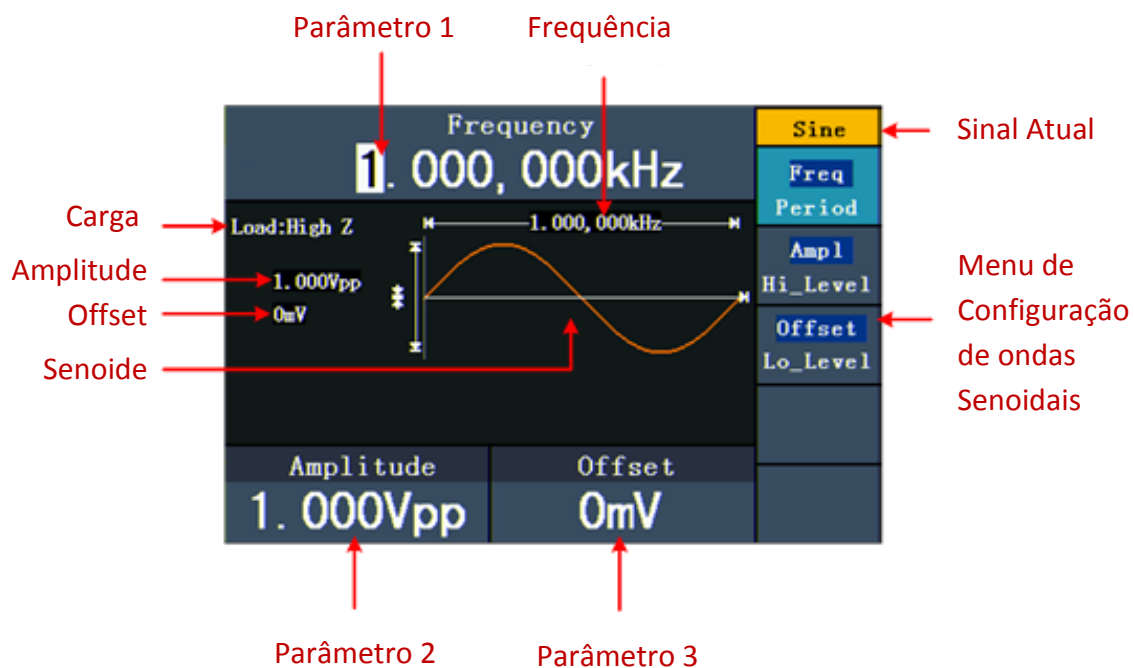 Parâmetro 1
Frequência
Frequency
1.000,000kHz
Sine
Sinal Atual
Freq
Period
Carga
Load:High Z
1.000,000kHz
Amplitude
1.000Vpp
Ampl
Hi_Level
Menu de
Configuração
de ondas
Senoidais
Offset
0mV
Offset
Lo_Level
Senoide
Amplitude
1.000Vpp
Offset
0mV
Parâmetro 2
Parâmetro 3